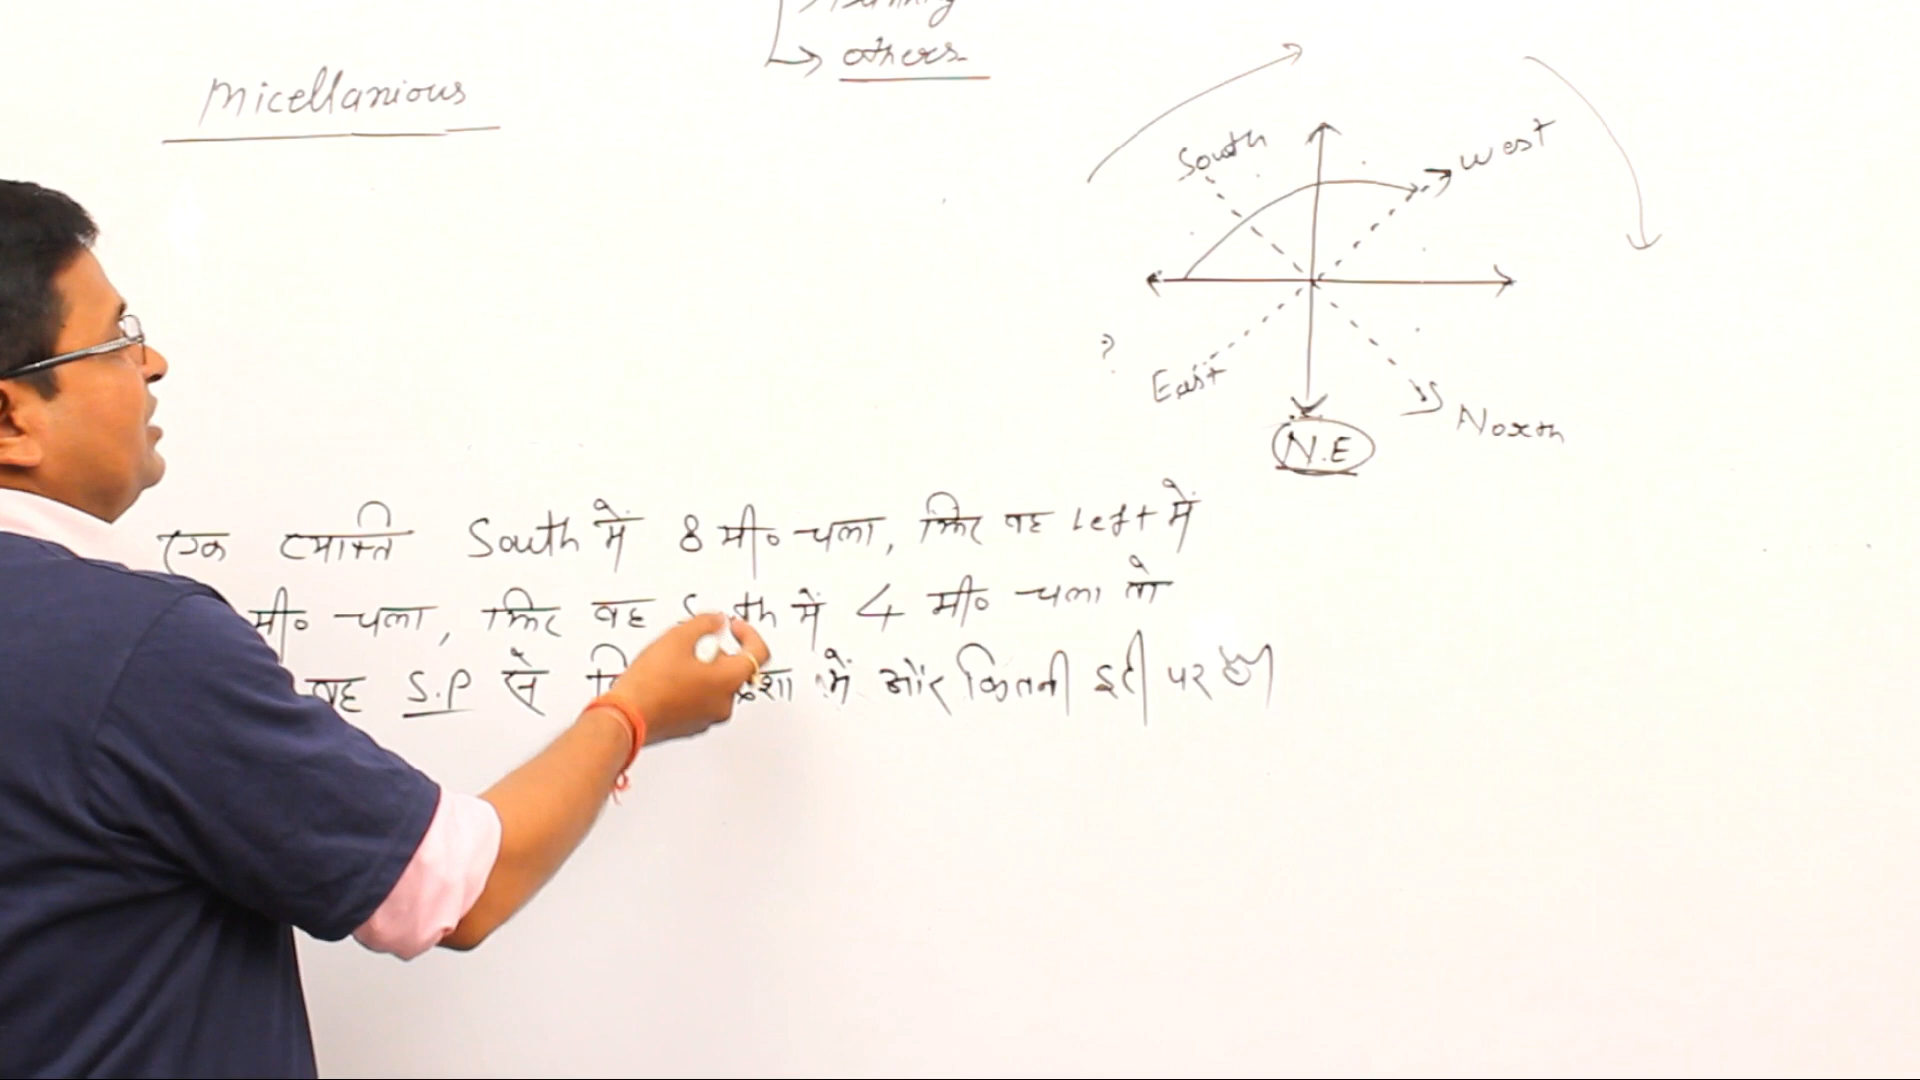 others
Micellanious
South
West
?
East
North
N.E
एक व्यक्ति South में 8 मी० चला, फिर वह Left में
मी० चला, फिर वह South में 4 मी० चला तो
वह S.P से दिशा में और कितनी दूरी पर है।